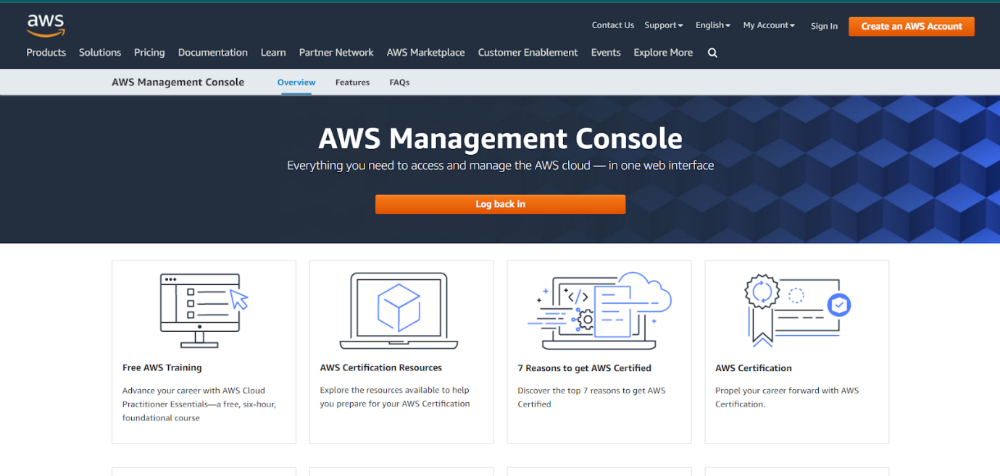 aws
Contact Us Support English My Account Sign In Create an AWS Account
Products Solutions Pricing Documentation Learn Partner Network AWS Marketplace Customer Enablement Events Explore More
AWS Management Console Overview Features FAQs
AWS Management Console
Everything you need to access and manage the AWS cloud — in one web interface
Log back in
Free AWS Training
Advance your career with AWS Cloud
Practitioner Essentials—a free, six-hour,
foundational course
AWS Certification Resources
Explore the resources available to help
you prepare for your AWS Certification
</>
7 Reasons to get AWS Certified
Discover the top 7 reasons to get AWS
Certified
AWS Certification
Propel your career forward with AWS
Certification.